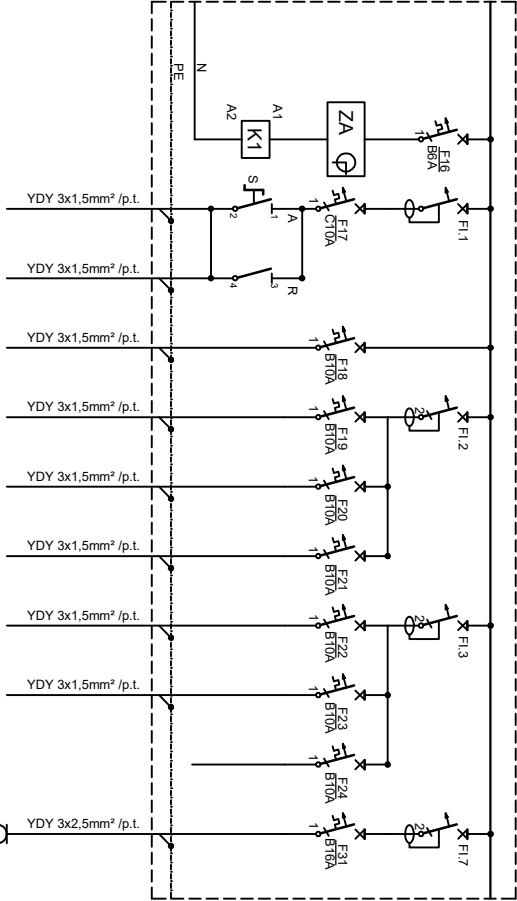 N
PE
A1
A2
K1
ZA
1
F16
B6A
YDY 3x1,5mm² /p.t.
S
2
1
A
1
F17
C10A
FI.1
YDY 3x1,5mm² /p.t.
4
3
R
YDY 3x1,5mm² /p.t.
1
F18
B10A
YDY 3x1,5mm² /p.t.
1
F19
B10A
2
FI.2
YDY 3x1,5mm² /p.t.
1
F20
B10A
YDY 3x1,5mm² /p.t.
1
F21
B10A
YDY 3x1,5mm² /p.t.
1
F22
B10A
2
FI.3
YDY 3x1,5mm² /p.t.
1
F23
B10A
1
F24
B10A
YDY 3x2,5mm² /p.t.
1
F31
B16A
2
FI.7